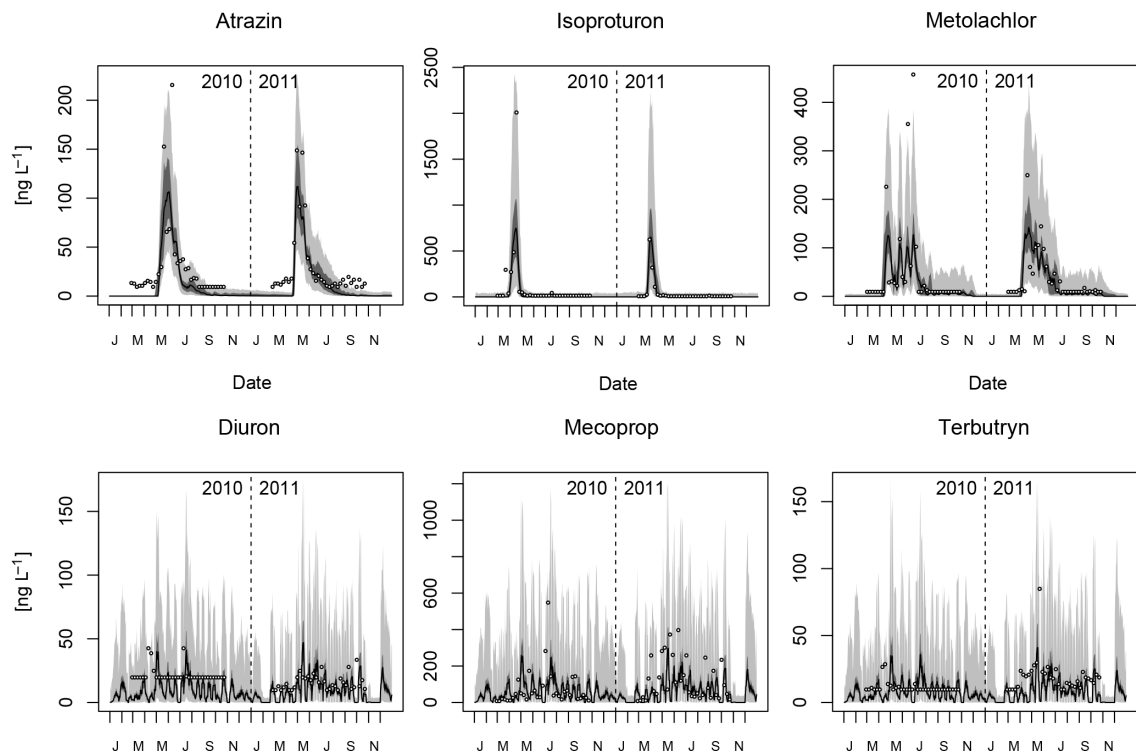 Atrazin
Isoproturon
Metolachlor
[ng L⁻¹]
0 50 100 150 200
2010 2011
J M M J S N J M M J S N
Date
0 500 1500 2500
2010 2011
J M M J S N J M M J S N
Date
0 100 200 300 400
2010 2011
J M M J S N J M M J S N
Date
Diuron
Mecoprop
Terbutryn
[ng L⁻¹]
0 50 100 150
2010 2011
J M M J S N J M M J S N
0 200 600 1000
2010 2011
J M M J S N J M M J S N
0 50 100 150
2010 2011
J M M J S N J M M J S N